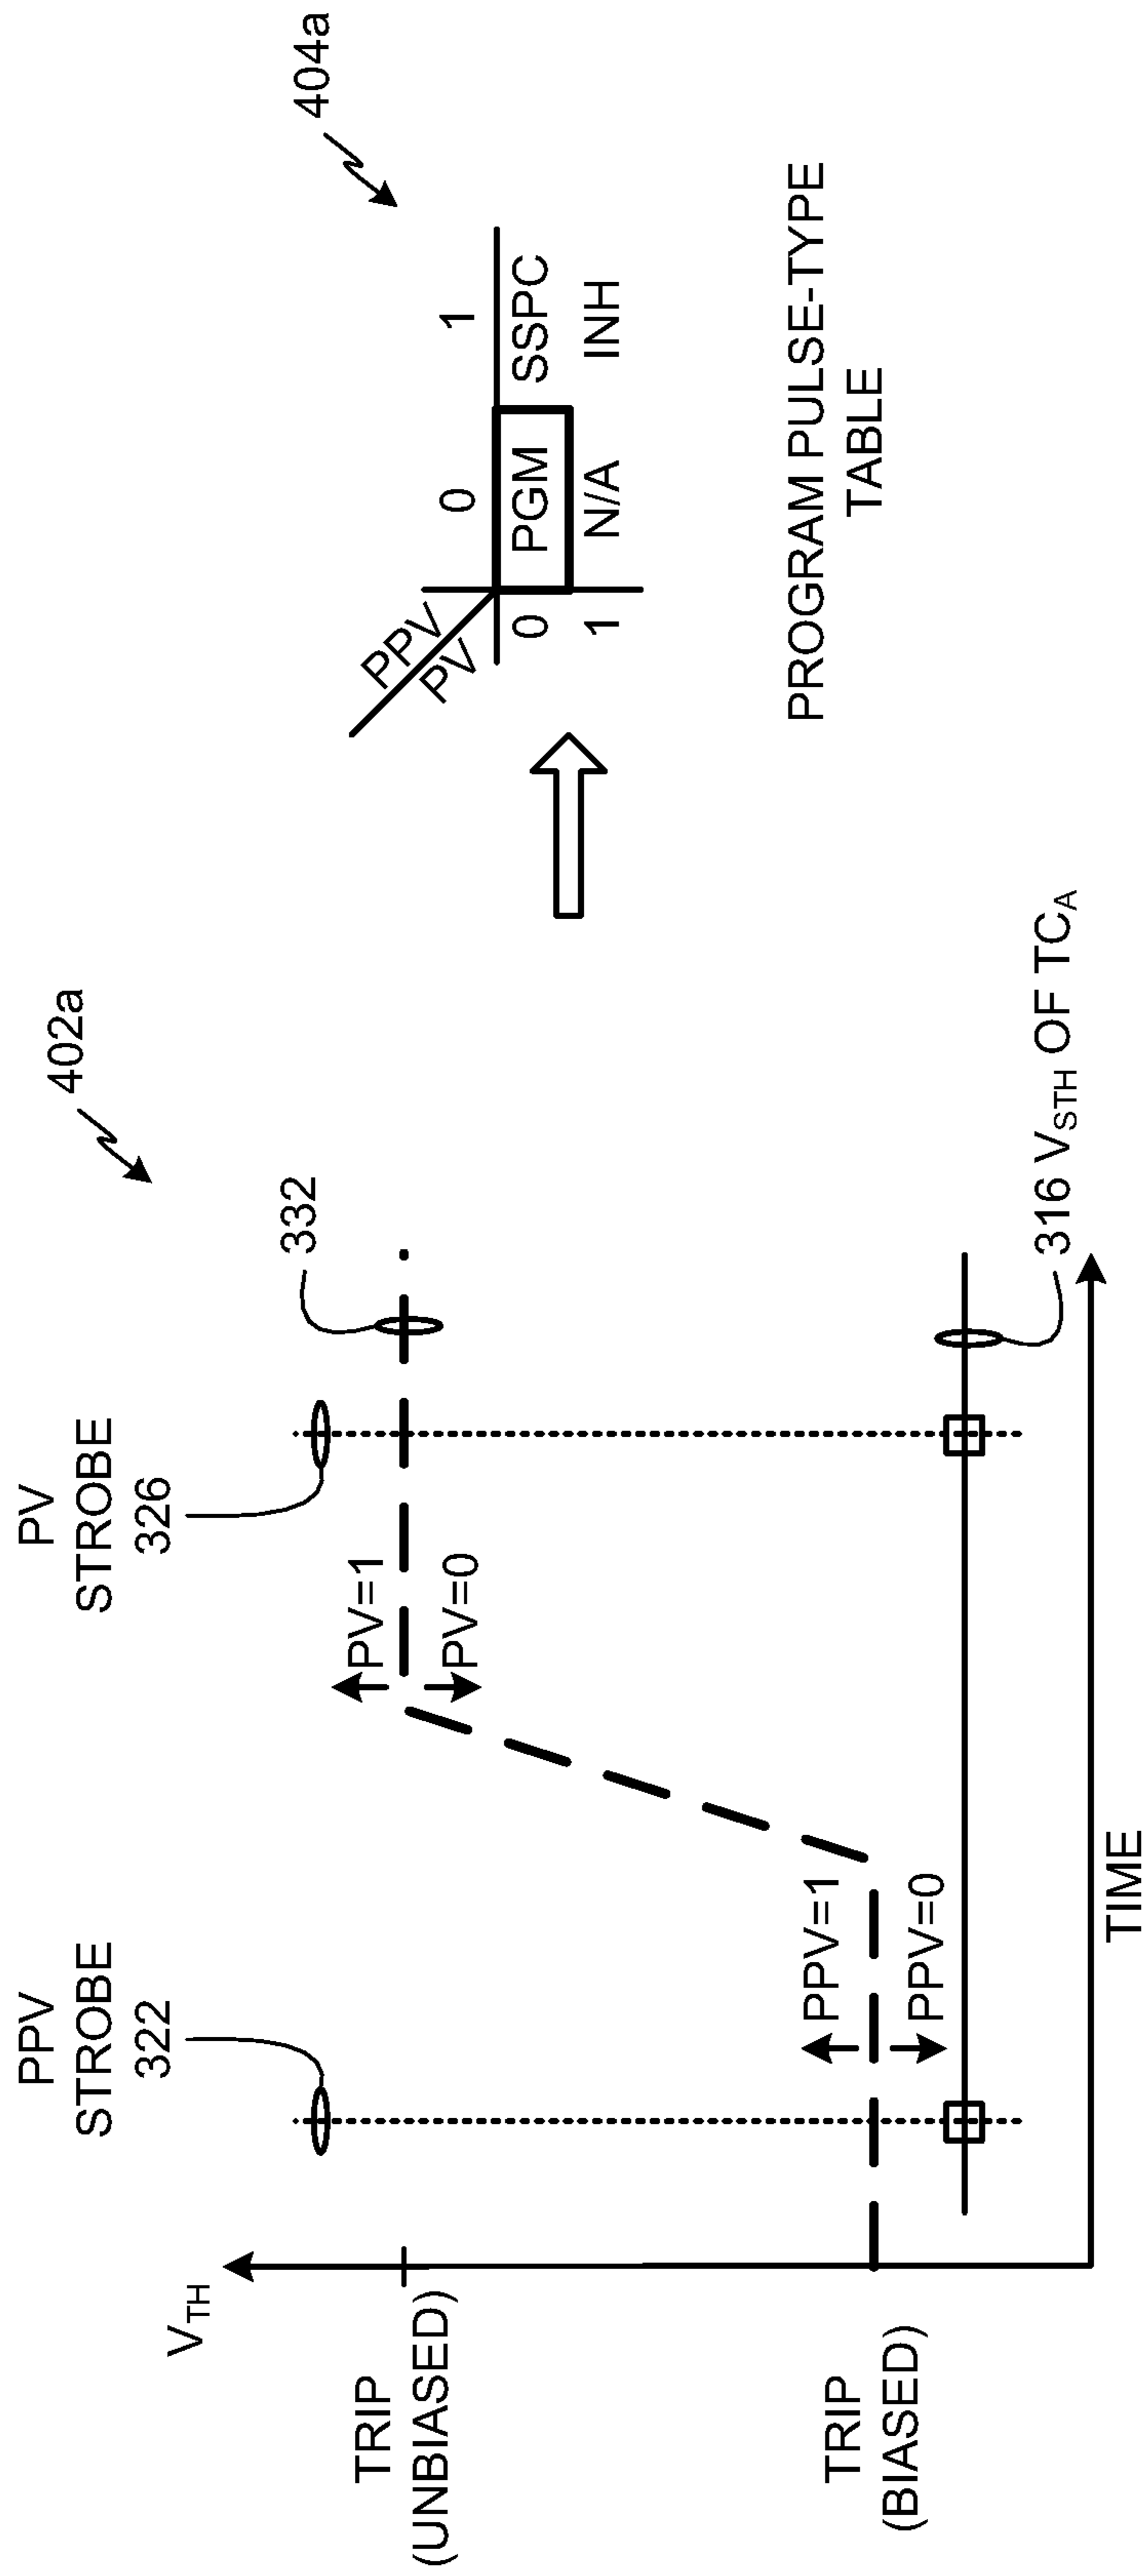 402a
PPV
STROBE
322
PV
STROBE
326
332
V_TH
TRIP
(UNBIASED)
PV=1
PV=0
TRIP
(BIASED)
PPV=1
PPV=0
316 V_STH OF TC_A
TIME
404a
PPV
PV
0 1
0 PGM SSPC
1 N/A INH
PROGRAM PULSE-TYPE
TABLE